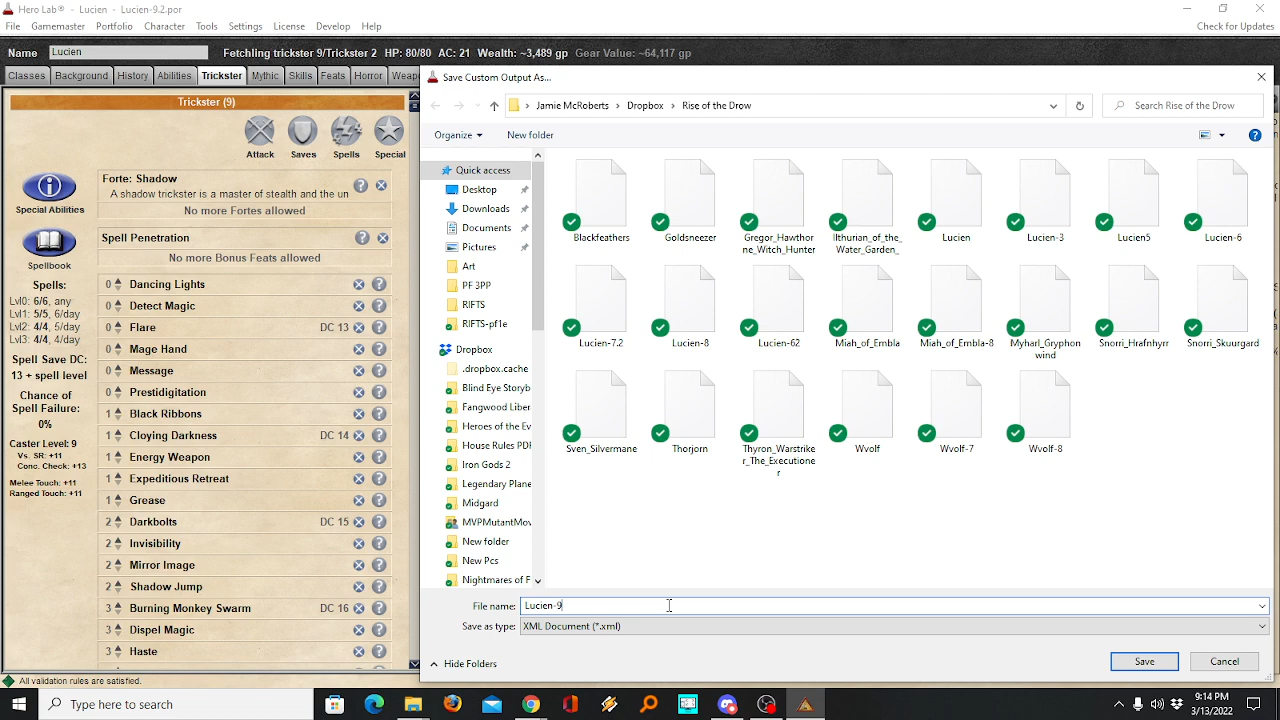 Hero Lab® - Lucien - Lucien-9.2.por
File Gamemaster Portfolio Character Tools Settings License Develop Help Check for Updates
Name Lucien Fetchling trickster 9/Trickster 2 HP: 80/80 AC: 21 Wealth: ~3,489 gp Gear Value: ~64,117 gp
Classes Background History Abilities Trickster Mythic Skills Feats Horror Weap
Trickster (9)
Attack Saves Spells Special
Special Abilities
Spellbook
Spells:
Lvl0: 6/6, any
Lvl1: 5/5, 6/day
Lvl2: 4/4, 5/day
Lvl3: 4/4, 4/day
Spell Save DC:
13 + spell level
Chance of
Spell Failure:
0%
Caster Level: 9
Vs. SR: +11
Conc. Check: +13
Melee Touch: +11
Ranged Touch: +11
Forte: Shadow
A shadow trickster is a master of stealth and the un
No more Fortes allowed
Spell Penetration
No more Bonus Feats allowed
0 Dancing Lights
0 Detect Magic
0 Flare DC 13
0 Mage Hand
0 Message
0 Prestidigitation
1 Black Ribbons
1 Cloying Darkness DC 14
1 Energy Weapon
1 Expeditious Retreat
1 Grease
2 Darkbolts DC 15
2 Invisibility
2 Mirror Image
2 Shadow Jump
3 Burning Monkey Swarm DC 16
3 Dispel Magic
3 Haste
All validation rules are satisfied.
Save Custom Output As...
Jamie McRoberts > Dropbox > Rise of the Drow
Search Rise of the Drow
Organize New folder
Quick access
Desktop
Downloads
Documents
Pictures
Art
PF 3PP
RIFTS
RIFTS-pf1e
Dropbox
.dropbox.cache
Blind Eye Storyb
Fangwood Liber
Heroes of the Ev
House Rules PDF
Iron Gods 2
Legendary Plane
Midgard
MVPMutantMov
New folder
New Pcs
Nightmares of F
Blackfeathers
Goldsneezer
Gregor_Hawthor
ne_Witch_Hunter
Ilthurian_of_the_
Water_Garden_
Lucien
Lucien-3
Lucien5
Lucien-6
Lucien-7.2
Lucien-8
Lucien-62
Miah_of_Embla
Miah_of_Embla-8
Myharl_Gryphon
wind
Snorri_Hrafnhyrr
Snorri_Skuurgard
Sven_Silvermane
Thorjorn
Thyron_Warstrike
r_The_Executione
r
Wvolf
Wvolf-7
Wvolf-8
File name: Lucien-9
Save as type: XML Document (*.xml)
Hide Folders
Save Cancel
Type here to search
9:14 PM
3/13/2022